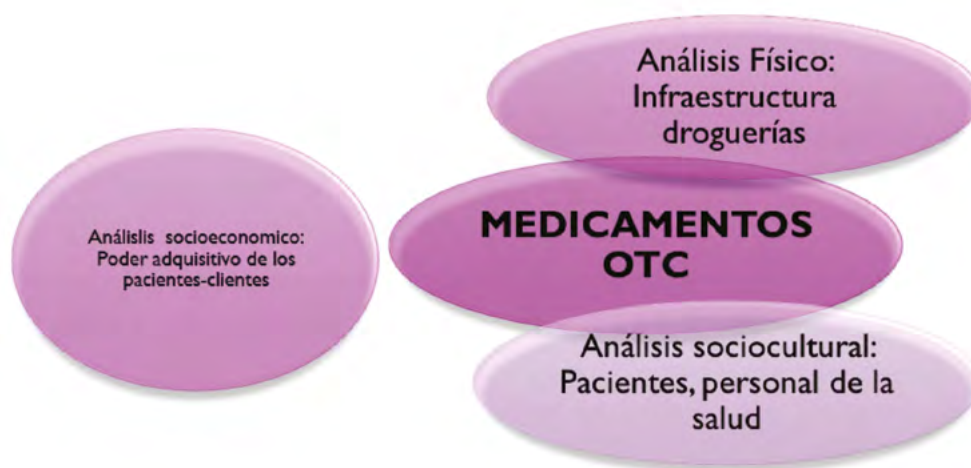 Análisis Físico:
Infraestructura
droguerías
Análislis socioeconomico:
Poder adquisitivo de los
pacientes-clientes
MEDICAMENTOS
OTC
Análisis sociocultural:
Pacientes, personal de la
salud